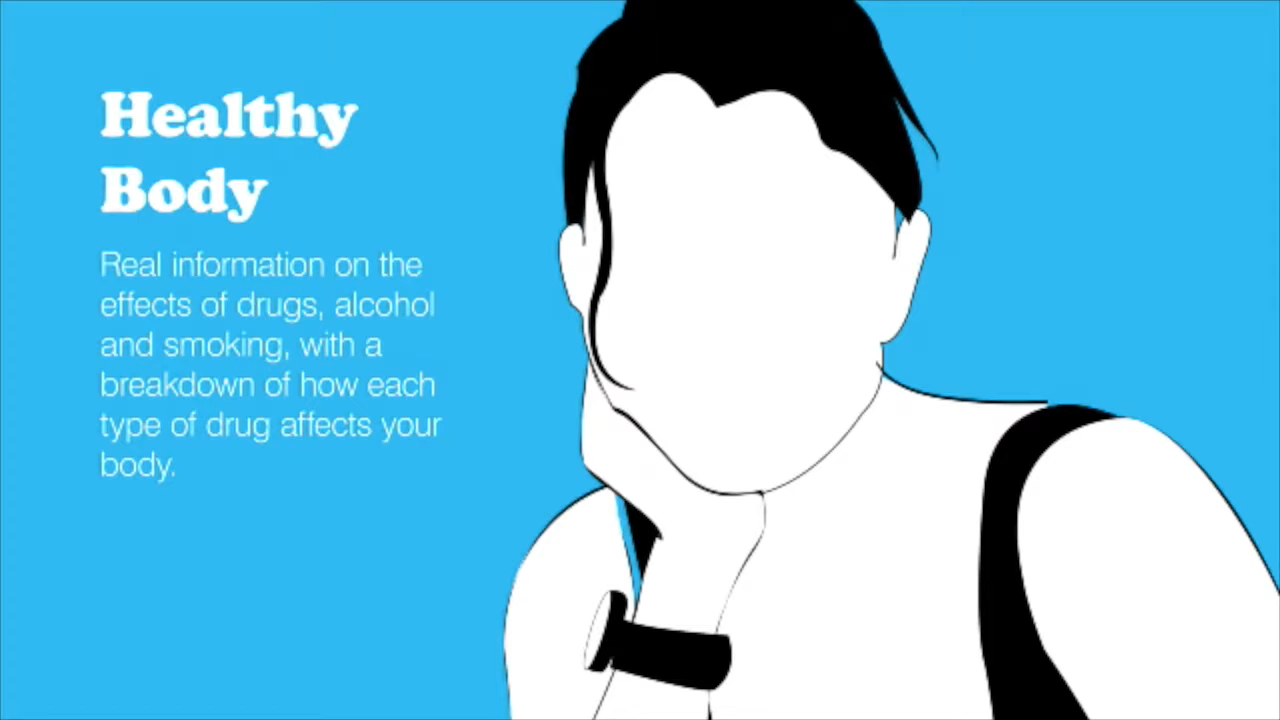 Healthy
Body
Real information on the
effects of drugs, alcohol
and smoking, with a
breakdown of how each
type of drug affects your
body.